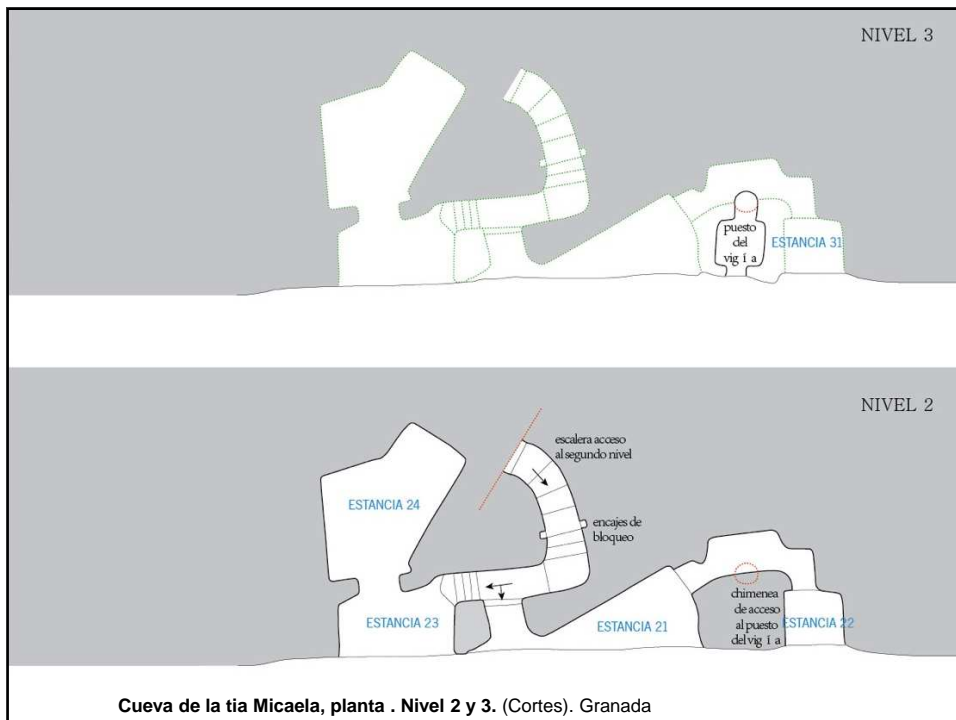 NIVEL 3
puesto
del
vig í a
ESTANCIA 31
NIVEL 2
escalera acceso
al segundo nivel
ESTANCIA 24
encajes de
bloqueo
chimenea
de acceso
al puesto
del vig í a
ESTANCIA 23
ESTANCIA 21
ESTANCIA 22
Cueva de la tia Micaela, planta . Nivel 2 y 3. (Cortes). Granada